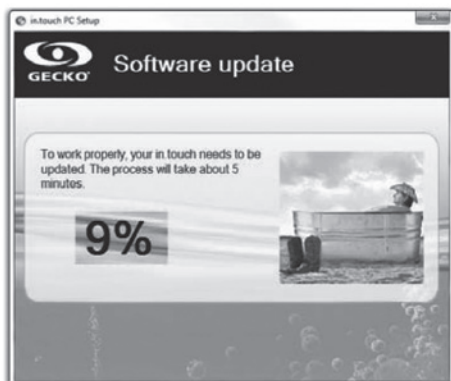 in.touch PC Setup
GECKO
Software update
To work properly, your in.touch needs to be
updated. The process will take about 5
minutes.
9%